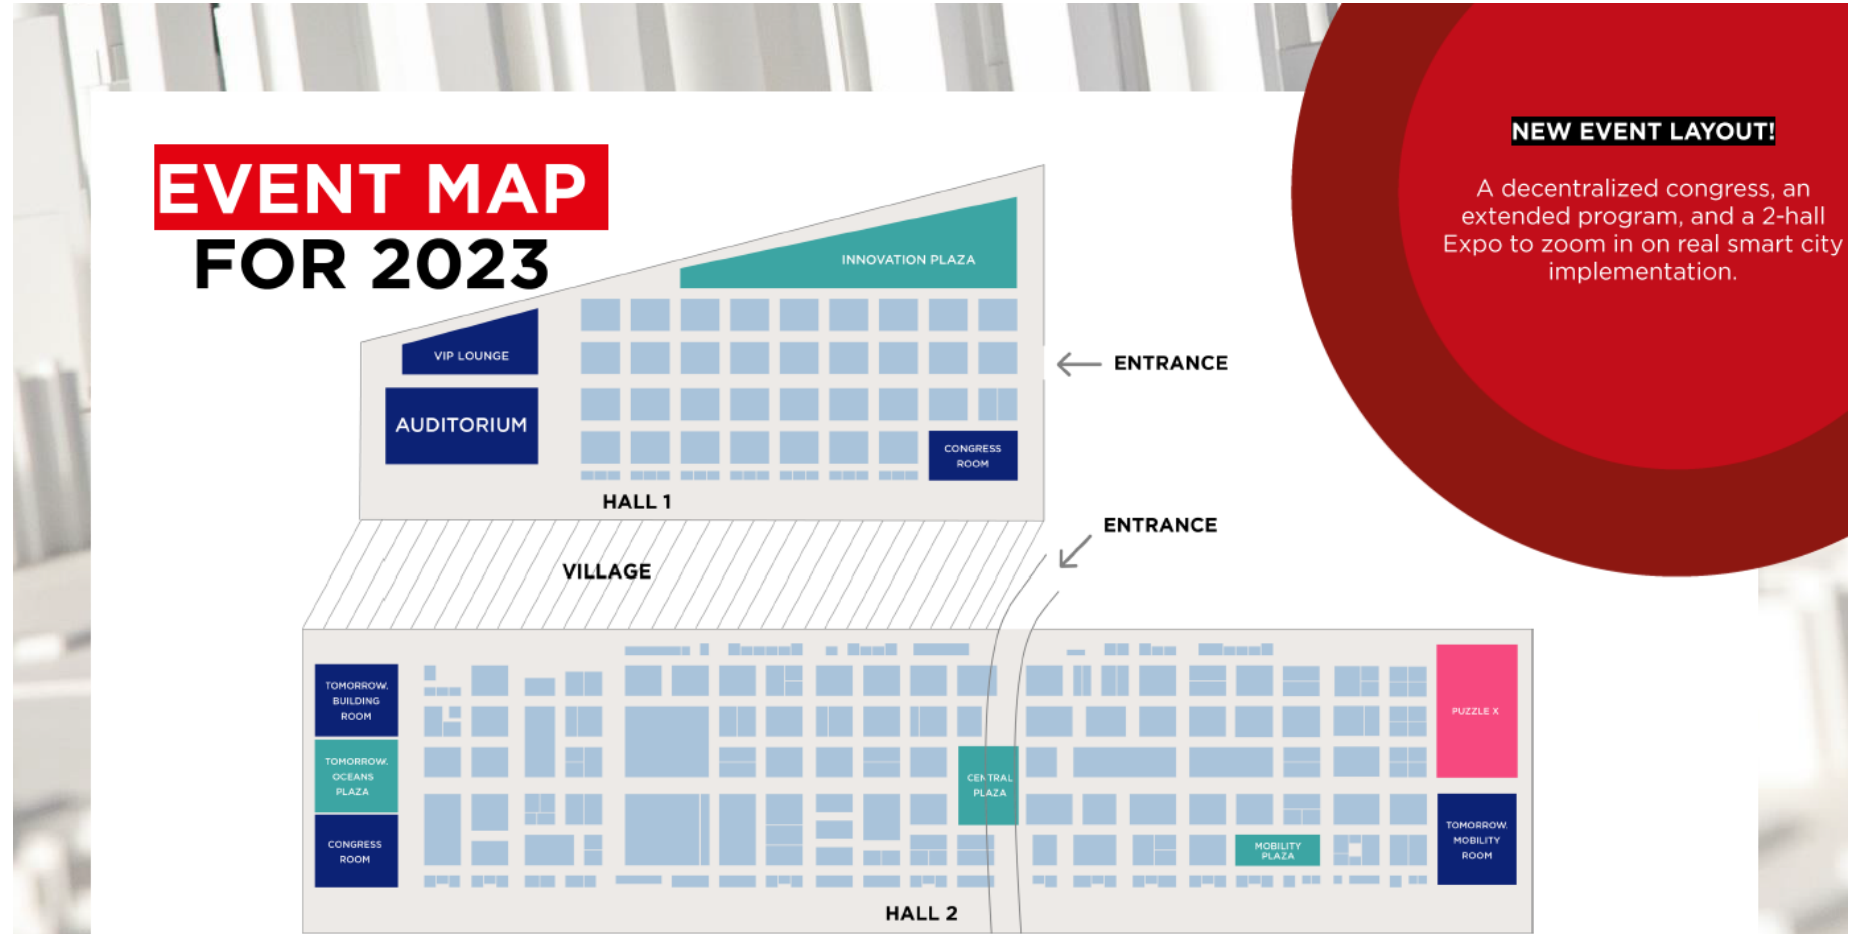 EVENT MAP
FOR 2023
NEW EVENT LAYOUT!
A decentralized congress, an
extended program, and a 2-hall
Expo to zoom in on real smart city
implementation.
INNOVATION PLAZA
VIP LOUNGE
AUDITORIUM
ENTRANCE
CONGRESS
ROOM
HALL 1
ENTRANCE
VILLAGE
TOMORROW.
BUILDING
ROOM
TOMORROW.
OCEANS
PLAZA
CONGRESS
ROOM
CENTRAL
PLAZA
MOBILITY
PLAZA
PUZZLE X
TOMORROW.
MOBILITY
ROOM
HALL 2